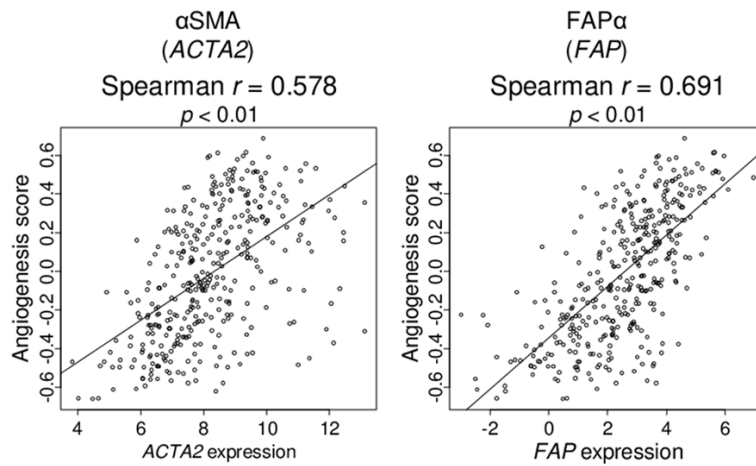 αSMA
(ACTA2)
Spearman r = 0.578
p < 0.01
Angiogenesis score
0.6
0.4
0.2
0.0
-0.2
-0.4
-0.6
4 6 8 10 12
ACTA2 expression
FAPα
(FAP)
Spearman r = 0.691
p < 0.01
Angiogenesis score
0.6
0.4
0.2
0.0
-0.2
-0.4
-0.6
-2 0 2 4 6
FAP expression